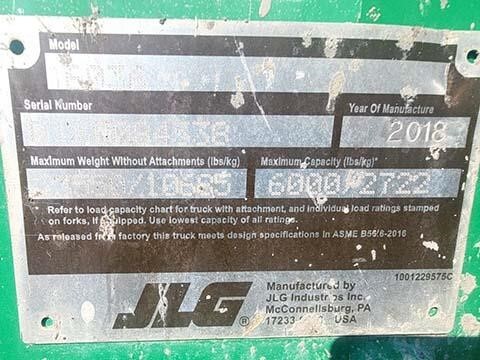 Model
Serial Number
Year Of Manufacture
2018
Maximum Weight Without Attachments (lbs/kg)
Maximum Capacity (lbs/kg)*
6000/2722
Refer to load capacity chart for truck with attachment, and individual load ratings stamped
on forks, if equipped. Use lowest capacity of all ratings.
As released from factory this truck meets design specifications in ASME B56.6-2016
1001229575C
JLG®
Manufactured by
JLG Industries Inc.
McConnellsburg, PA
17233 USA